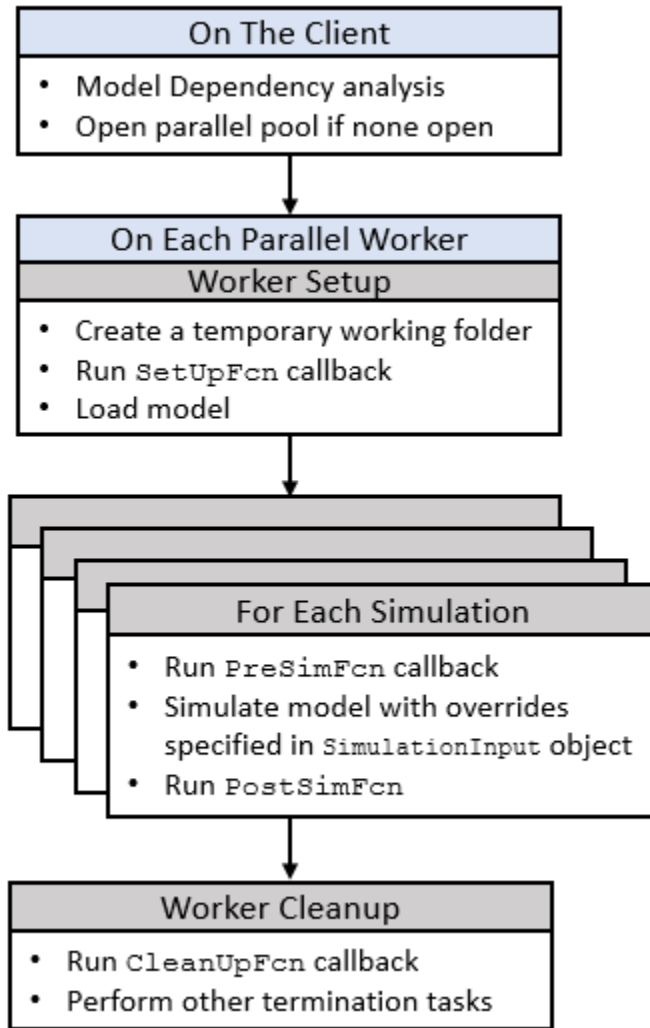 On The Client
• Model Dependency analysis
• Open parallel pool if none open
On Each Parallel Worker
Worker Setup
• Create a temporary working folder
• Run SetUpFcn callback
• Load model
For Each Simulation
• Run PreSimFcn callback
• Simulate model with overrides
specified in SimulationInput object
• Run PostSimFcn
Worker Cleanup
• Run CleanUpFcn callback
• Perform other termination tasks